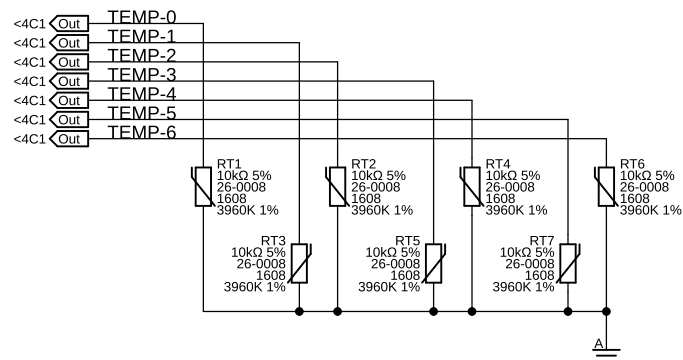 <4C1 Out TEMP-0
<4C1 Out TEMP-1
<4C1 Out TEMP-2
<4C1 Out TEMP-3
<4C1 Out TEMP-4
<4C1 Out TEMP-5
<4C1 Out TEMP-6
RT1
10kΩ 5%
26-0008
1608
3960K 1%
RT2
10kΩ 5%
26-0008
1608
3960K 1%
RT4
10kΩ 5%
26-0008
1608
3960K 1%
RT6
10kΩ 5%
26-0008
1608
3960K 1%
RT3
10kΩ 5%
26-0008
1608
3960K 1%
RT5
10kΩ 5%
26-0008
1608
3960K 1%
RT7
10kΩ 5%
26-0008
1608
3960K 1%
A